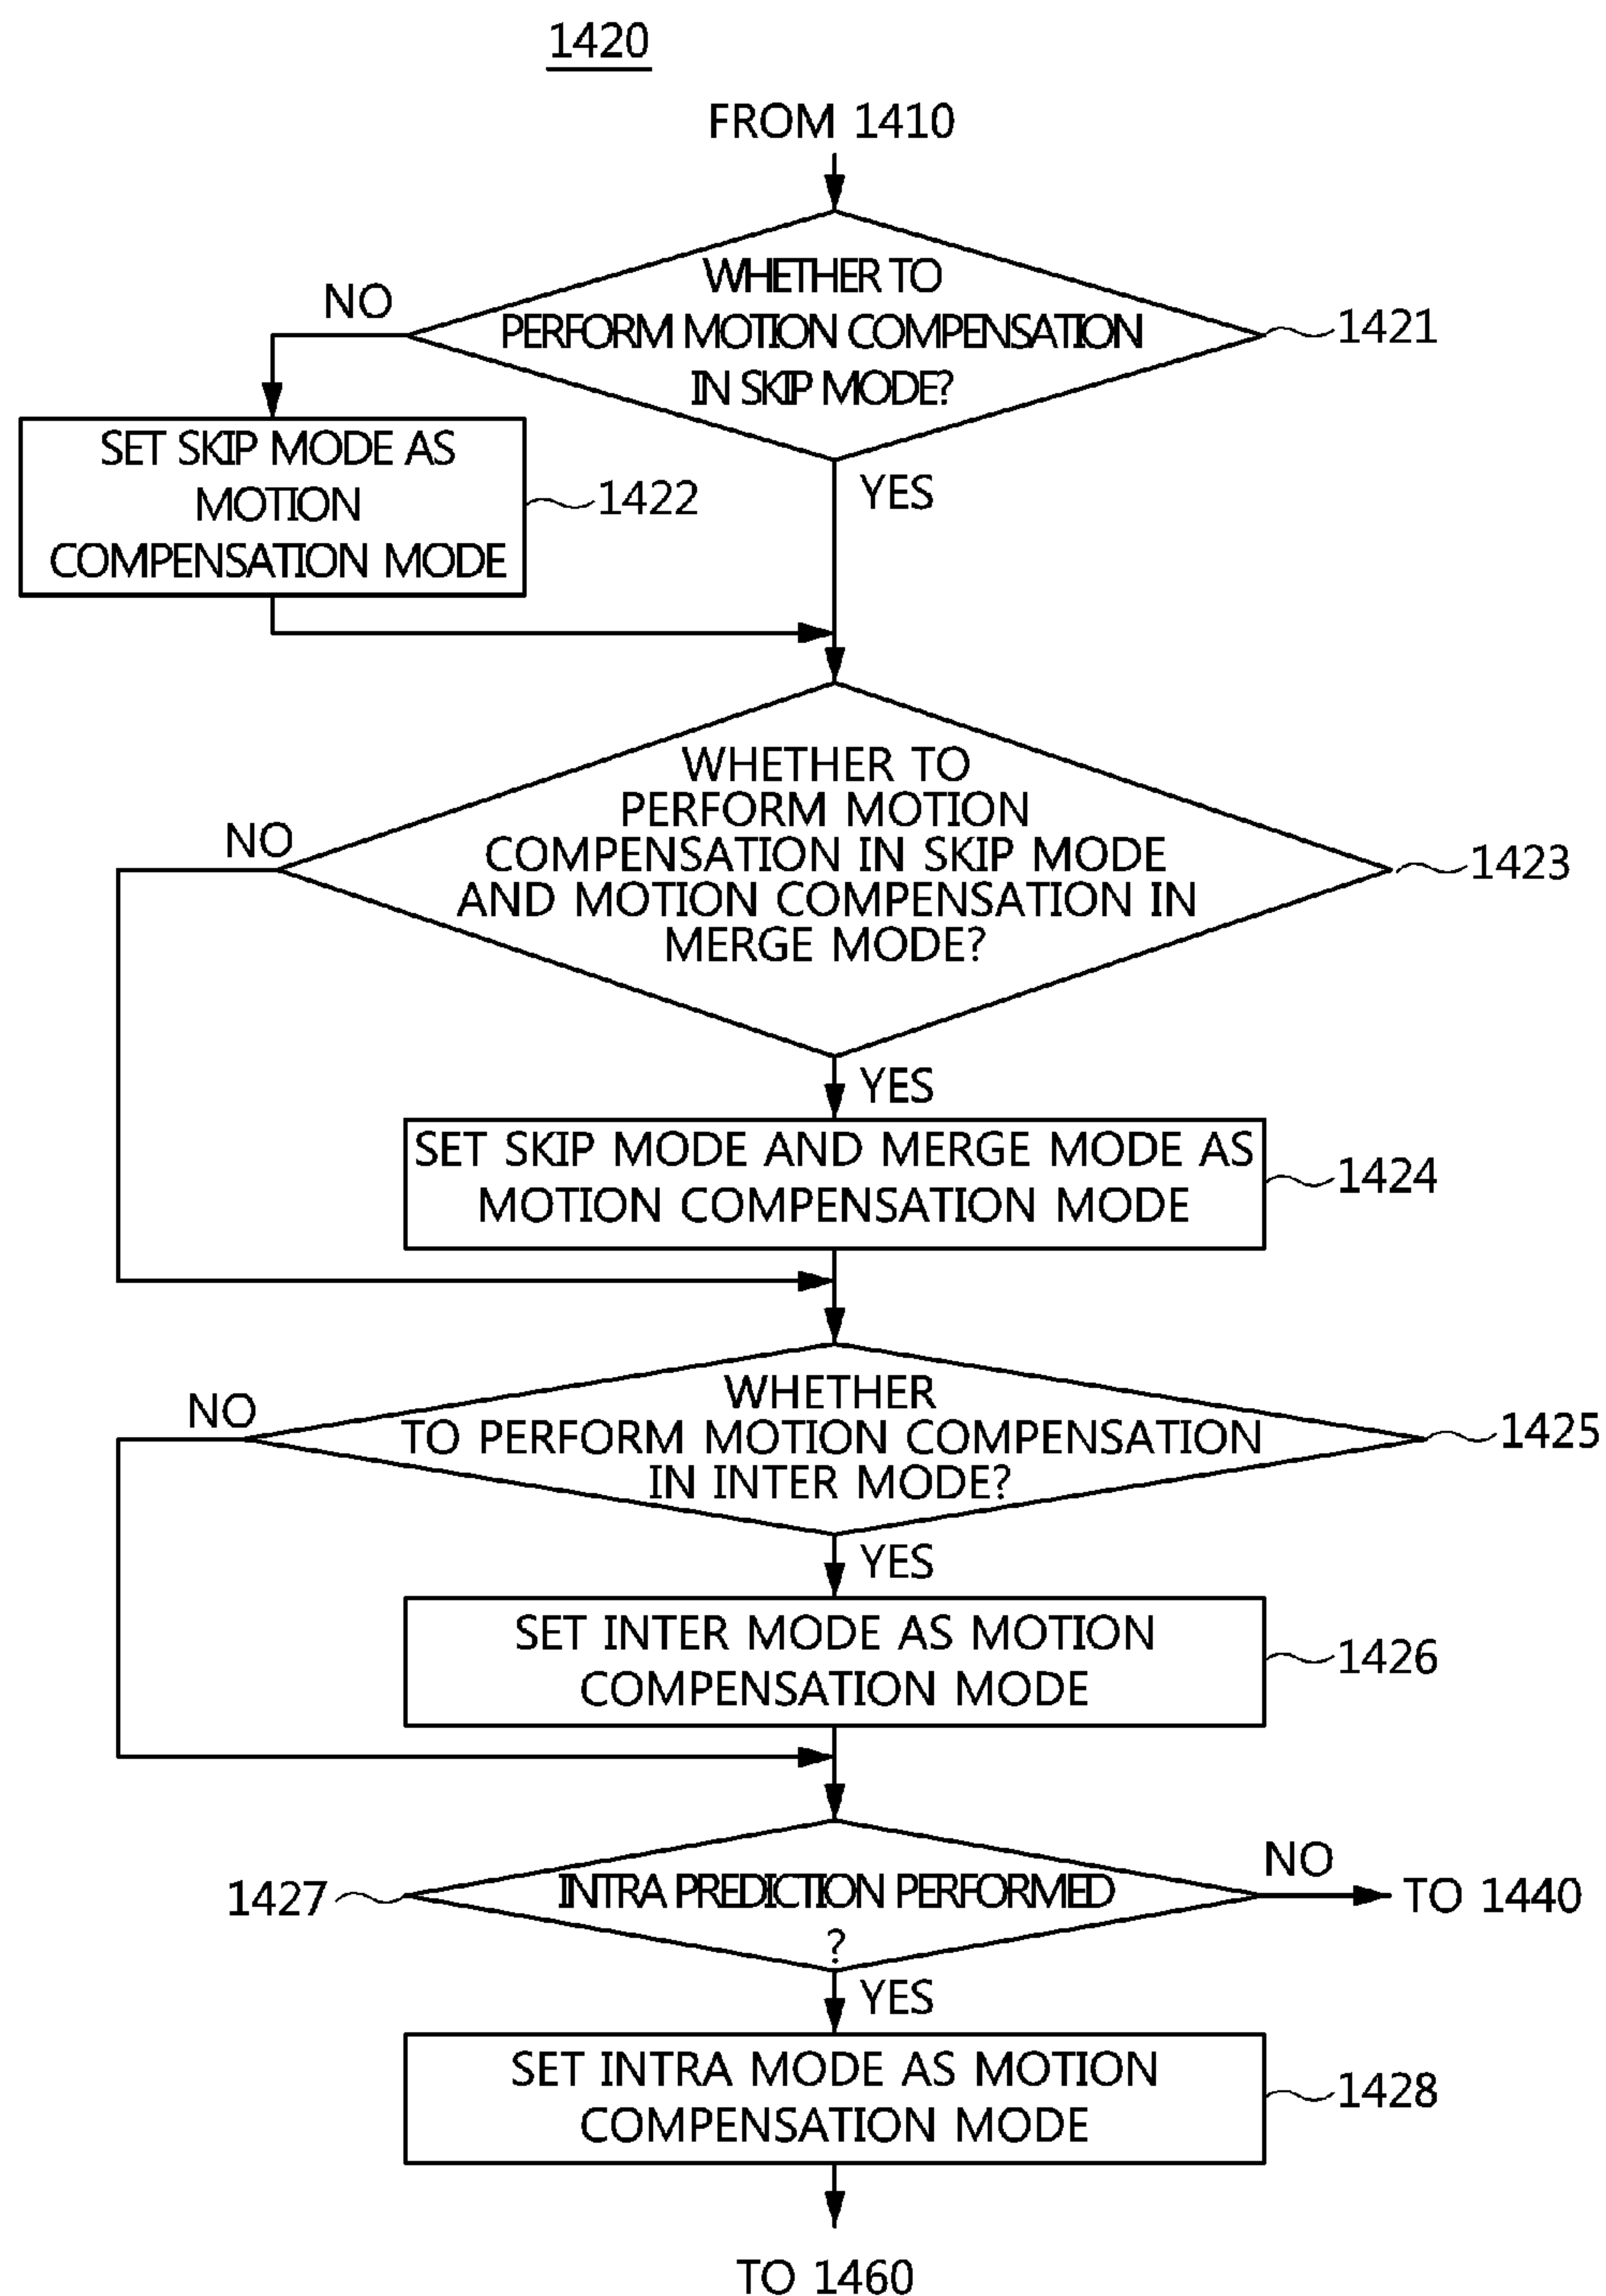 1420
FROM 1410
WHETHER TO
PERFORM MOTION COMPENSATION
IN SKIP MODE?
1421
NO
YES
SET SKIP MODE AS
MOTION
COMPENSATION MODE
1422
WHETHER TO
PERFORM MOTION
COMPENSATION IN SKIP MODE
AND MOTION COMPENSATION IN
MERGE MODE?
1423
NO
YES
SET SKIP MODE AND MERGE MODE AS
MOTION COMPENSATION MODE
1424
WHETHER
TO PERFORM MOTION COMPENSATION
IN INTER MODE?
1425
NO
YES
SET INTER MODE AS MOTION
COMPENSATION MODE
1426
INTRA PREDICTION PERFORMED
?
1427
NO
TO 1440
YES
SET INTRA MODE AS MOTION
COMPENSATION MODE
1428
TO 1460